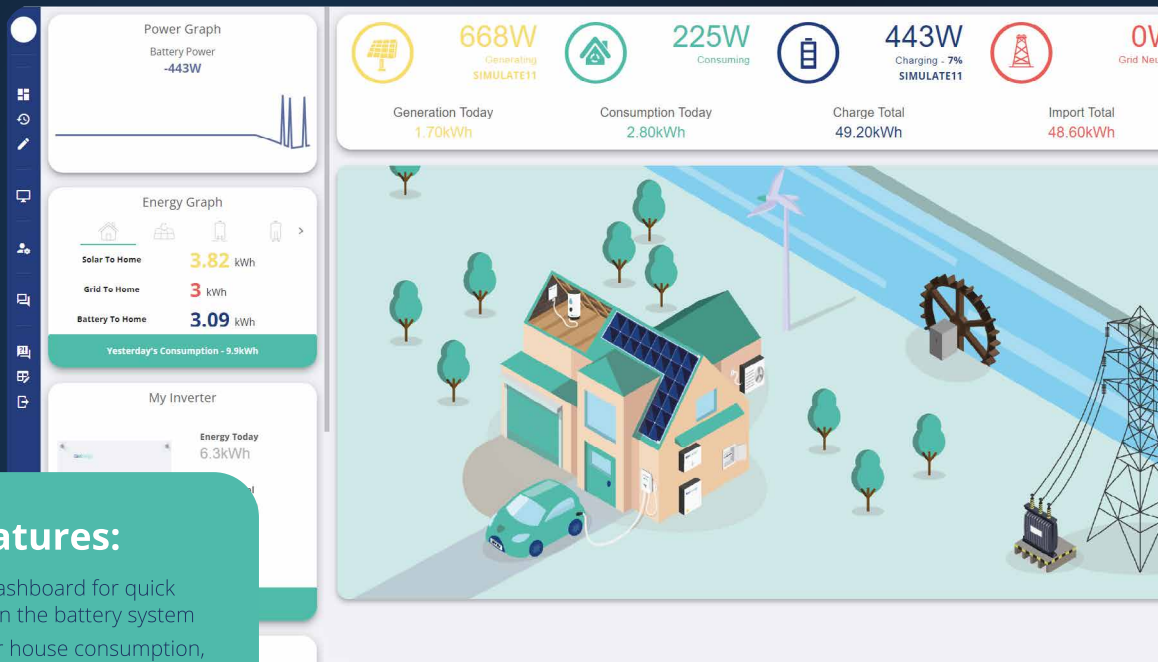 Power Graph
Battery Power
-443W
Energy Graph
Solar To Home 3.82 kWh
Grid To Home 3 kWh
Battery To Home 3.09 kWh
Yesterday's Consumption - 9.9kWh
My Inverter
Energy Today
6.3kWh
668W
Generating
SIMULATE11
Generation Today
1.70kWh
225W
Consuming
Consumption Today
2.80kWh
443W
Charging - 7%
SIMULATE11
Charge Total
49.20kWh
0W
Grid Neu
Import Total
48.60kWh
atures:
ashboard for quick
n the battery system
r house consumption,